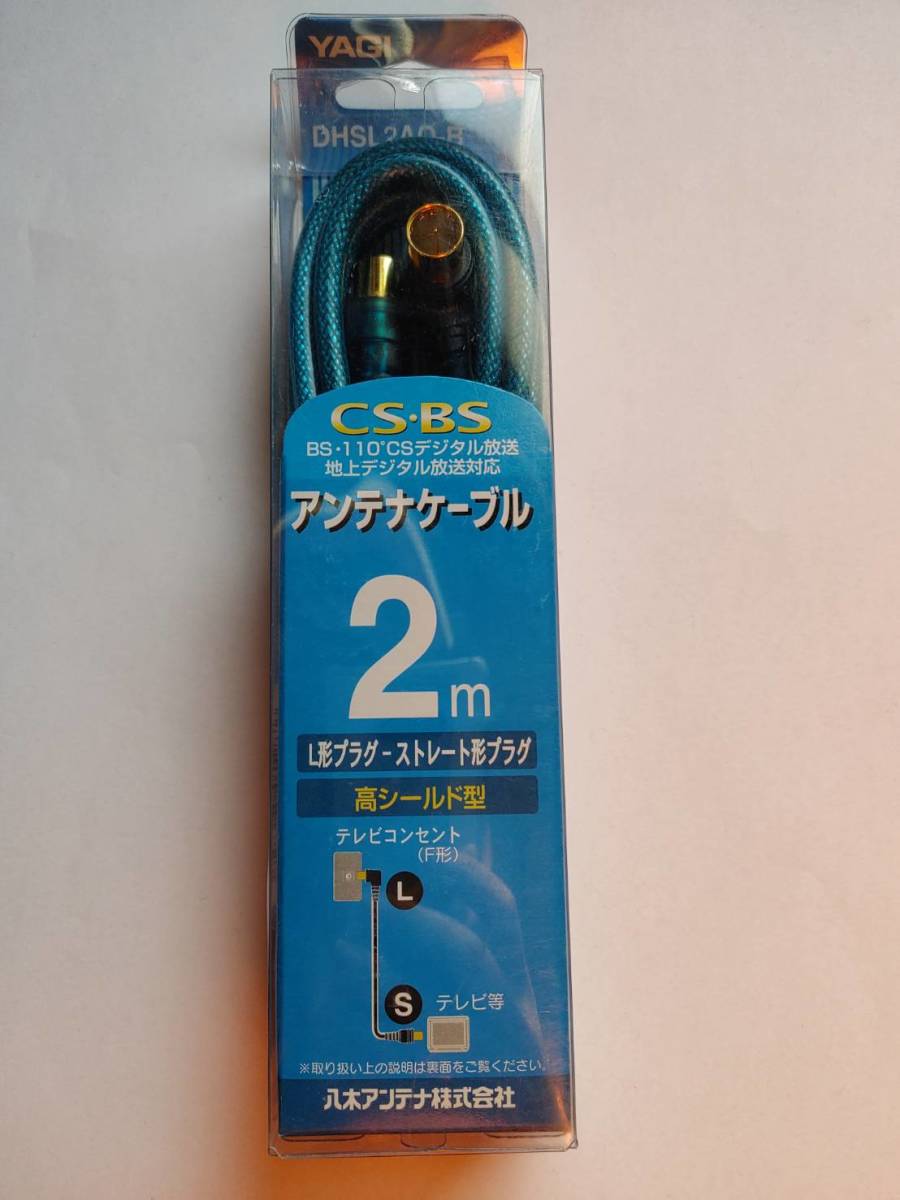 YAGI
CS・BS
BS・110°CSデジタル放送
地上デジタル放送対応
アンテナケーブル
2m
L形プラグ－ストレート形プラグ
高シールド型
テレビコンセント
（F形）
L
S
テレビ等
※取り扱い上の説明は裏面をご覧ください。
八木アンテナ株式会社